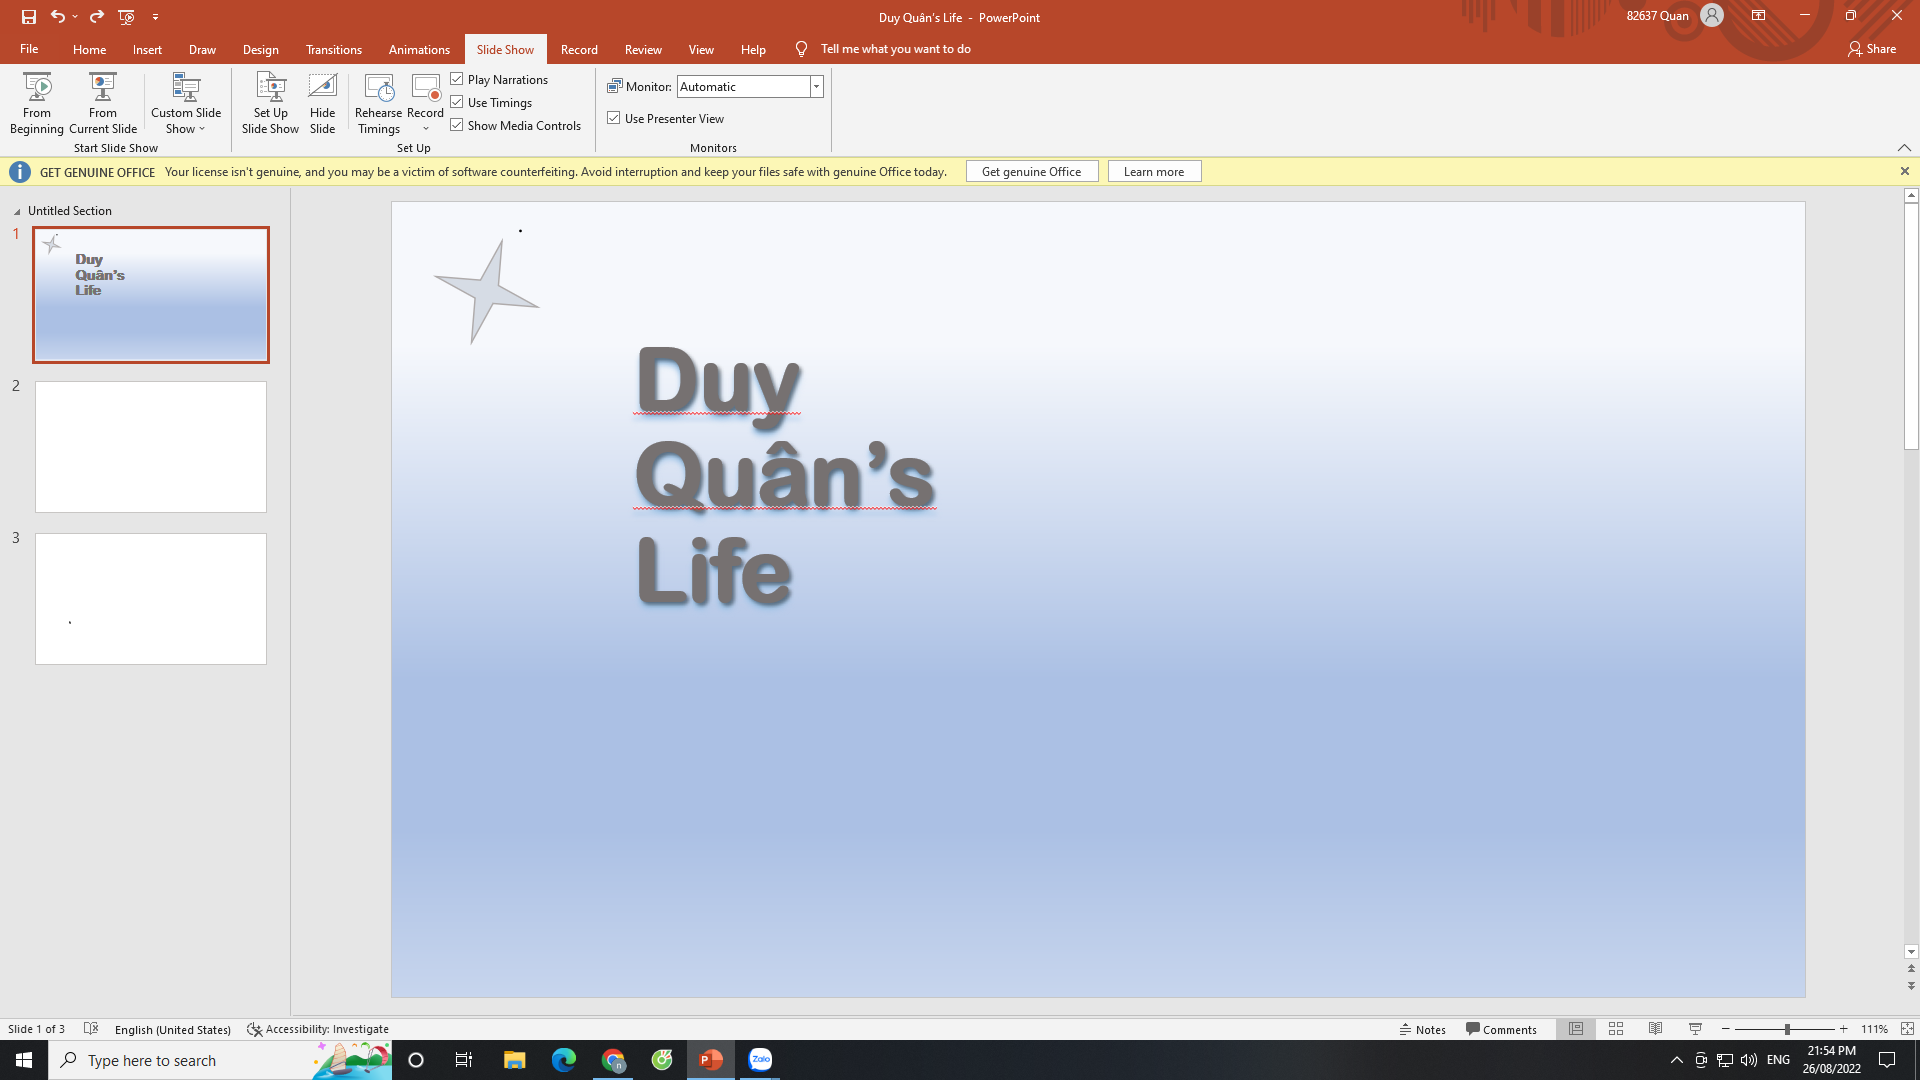 Duy Quân's Life - PowerPoint
82637 Quan
File Home Insert Draw Design Transitions Animations Slide Show Record Review View Help Tell me what you want to do Share
From Beginning
From Current Slide
Custom Slide Show
Start Slide Show
Set Up Slide Show
Hide Slide
Rehearse Timings
Record
Play Narrations
Use Timings
Show Media Controls
Set Up
Monitor: Automatic
Use Presenter View
Monitors
GET GENUINE OFFICE Your license isn't genuine, and you may be a victim of software counterfeiting. Avoid interruption and keep your files safe with genuine Office today. Get genuine Office Learn more
Untitled Section
1
Duy
Quân's
Life
2
3
Duy
Quân's
Life
Slide 1 of 3 English (United States) Accessibility: Investigate Notes Comments 111%
Type here to search
n
P
Zalo
ENG
21:54 PM
26/08/2022